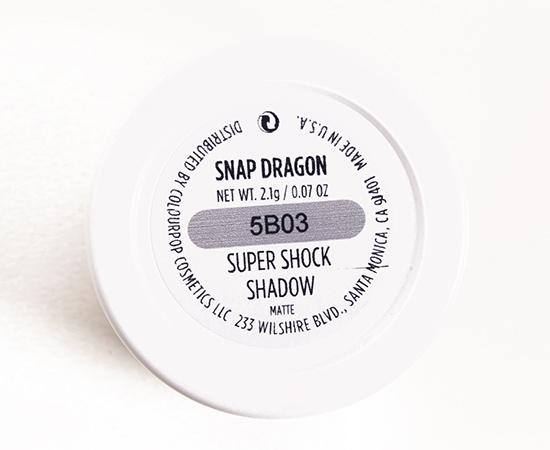 SNAP DRAGON
NET WT. 2.1g / 0.07 OZ
5B03
SUPER SHOCK
SHADOW
MATTE
DISTRIBUTED BY COLOURPOP COSMETICS LLC 233 WILSHIRE BLVD., SANTA MONICA, CA 90401 MADE IN U.S.A.